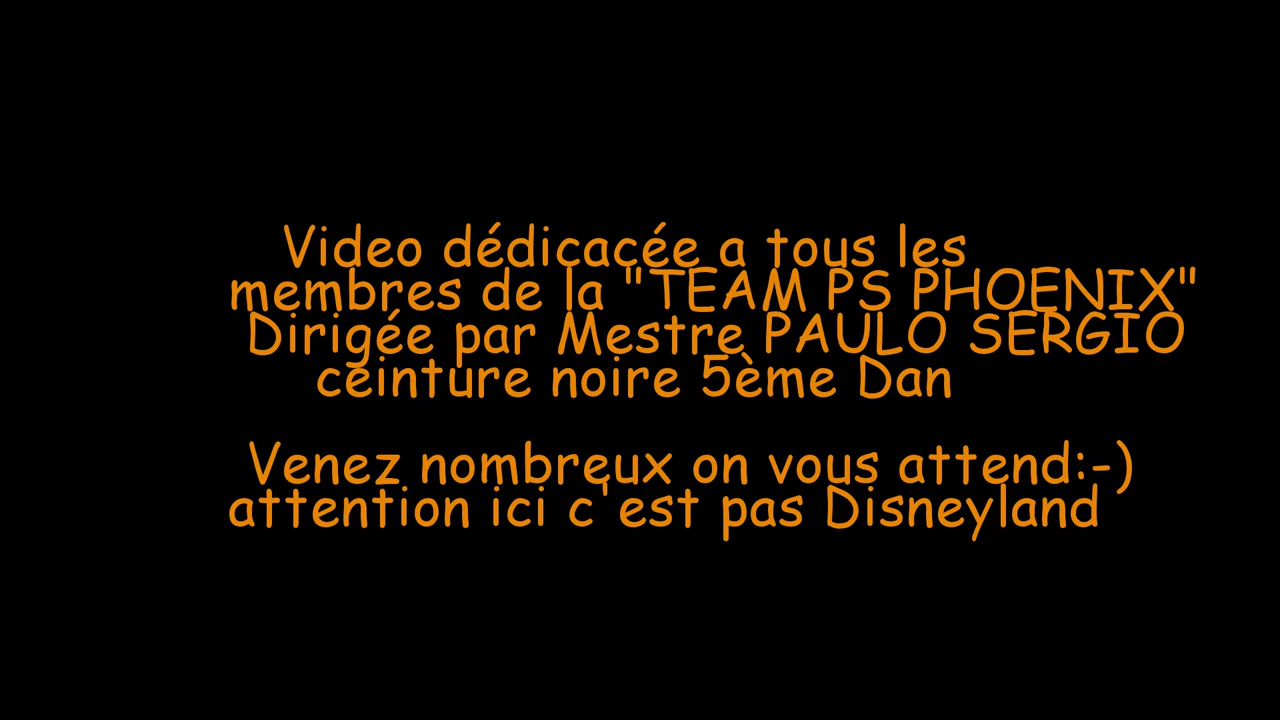 Video dédicacée a tous les
membres de la "TEAM PS PHOENIX"
Dirigée par Mestre PAULO SERGIO
ceinture noire 5ème Dan
Venez nombreux on vous attend:-)
attention ici c'est pas Disneyland